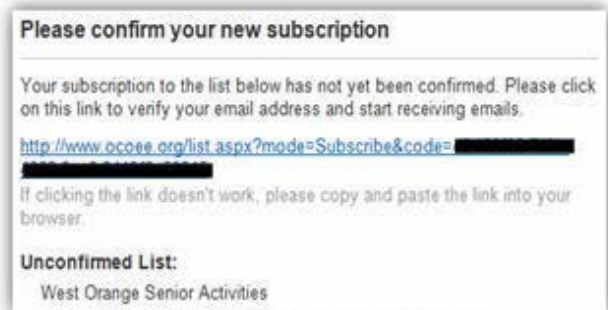 Please confirm your new subscription
Your subscription to the list below has not yet been confirmed. Please click
on this link to verify your email address and start receiving emails.
http://www.ocoee.org/list.aspx?mode=Subscribe&code=
If clicking the link doesn't work, please copy and paste the link into your
browser.
Unconfirmed List:
West Orange Senior Activities